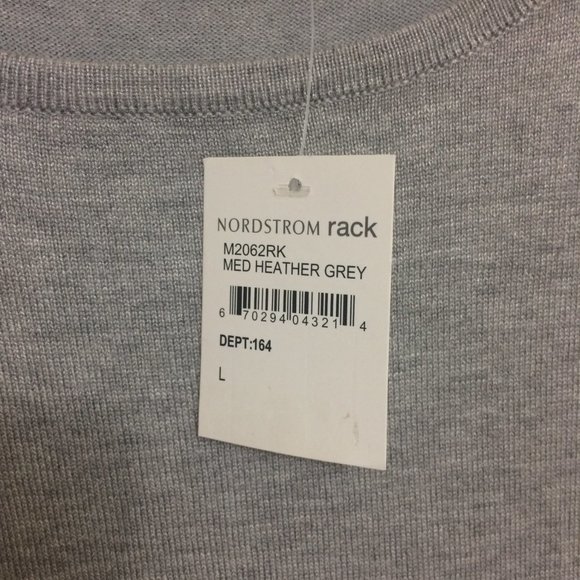 NORDSTROM rack
M2062RK
MED HEATHER GREY
6 70294 04321 4
DEPT:164
L